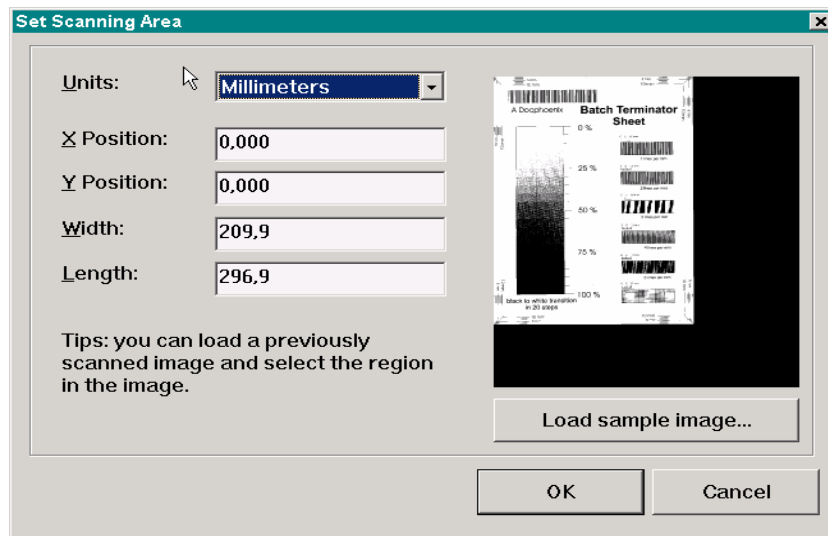 Set Scanning Area
Units:
Millimeters
X Position:
0,000
Y Position:
0,000
Width:
209,9
Length:
296,9
Tips: you can load a previously
scanned image and select the region
in the image.
A Docphoenix
Batch Terminator
Sheet
0 %
25 %
50 %
75 %
100 %
black to white transition
in 20 steps
Load sample image...
OK
Cancel